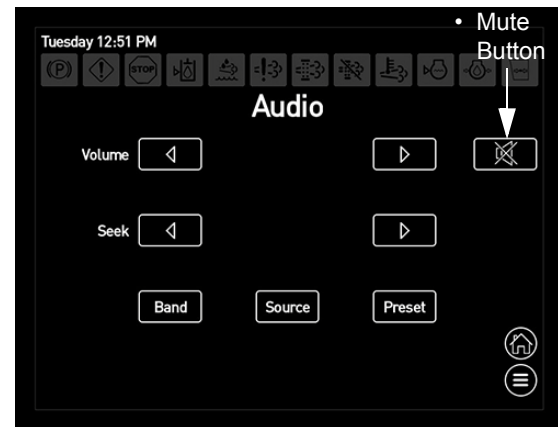 • Mute
Button
Tuesday 12:51 PM
(P)
STOP
Audio
Volume
Seek
Band
Source
Preset